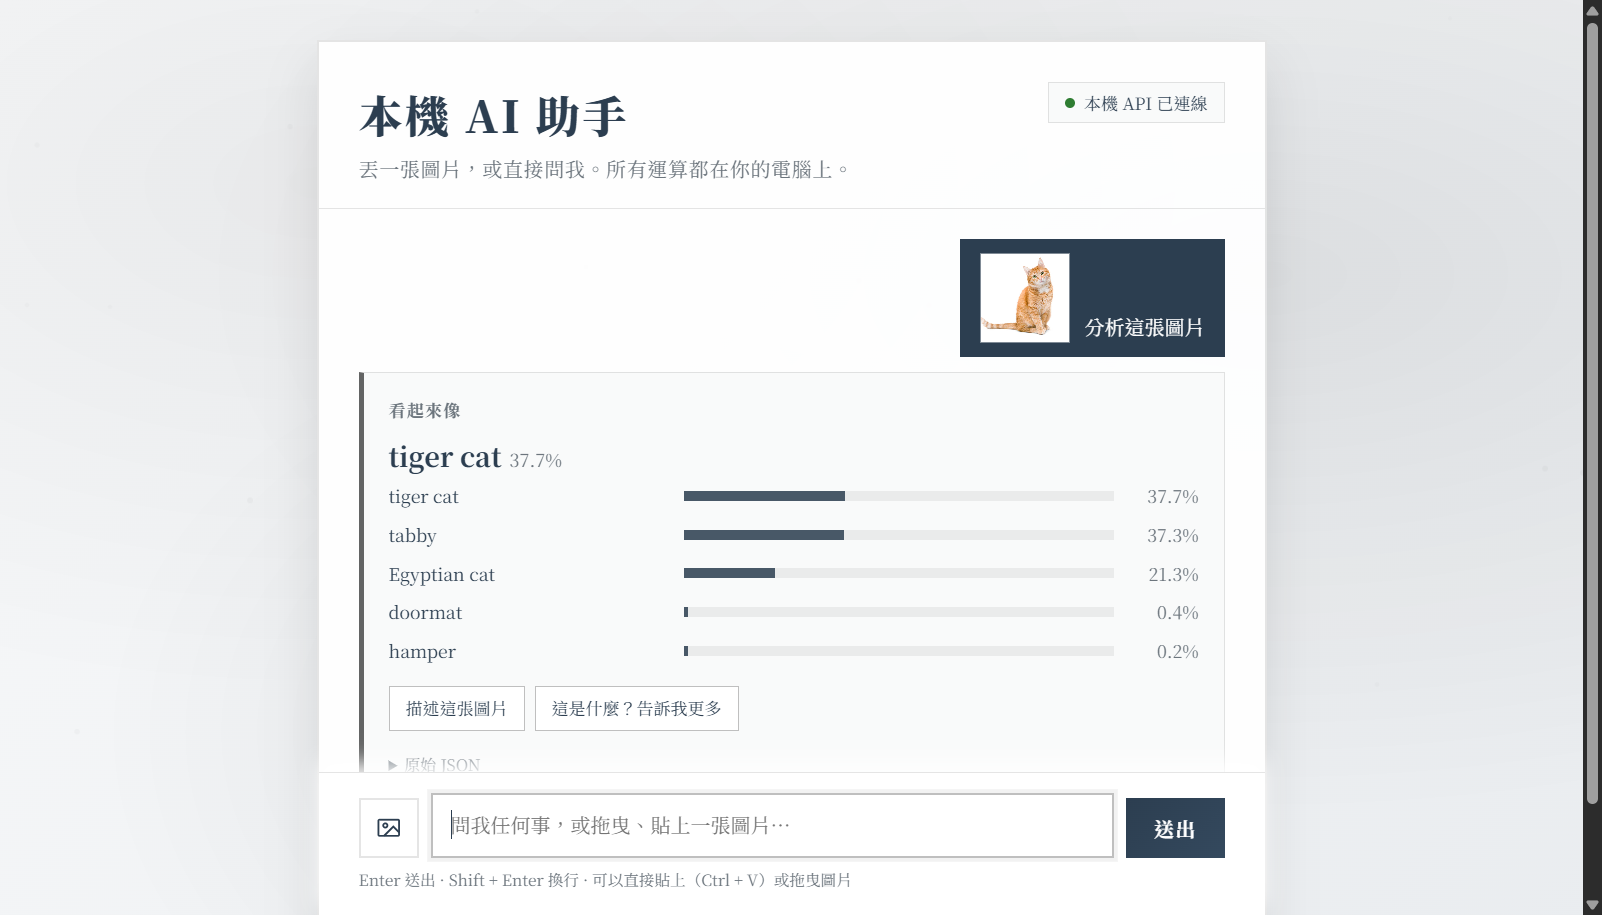 本機 AI 助手
本機 API 已連線
丟一張圖片，或直接問我。所有運算都在你的電腦上。
分析這張圖片
看起來像
tiger cat 37.7%
tiger cat 37.7%
tabby 37.3%
Egyptian cat 21.3%
doormat 0.4%
hamper 0.2%
描述這張圖片 這是什麼？告訴我更多
▶ 原始 JSON
問我任何事，或拖曳、貼上一張圖片⋯
送出
Enter 送出 · Shift + Enter 換行 · 可以直接貼上（Ctrl + V）或拖曳圖片